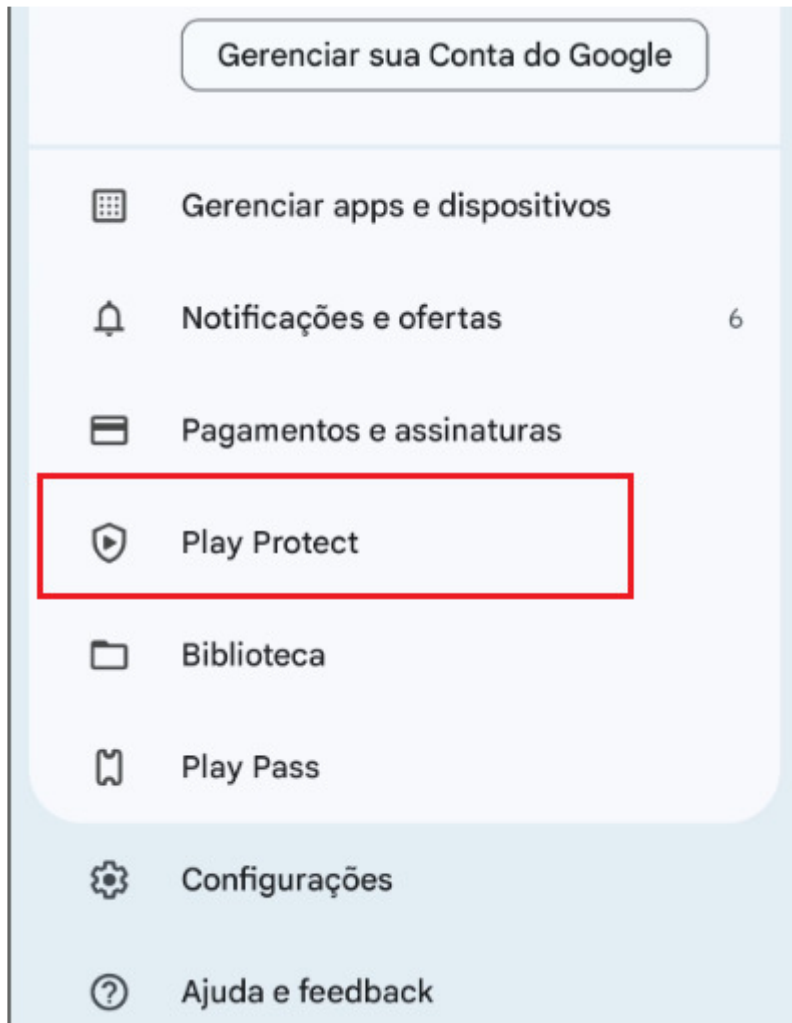 Gerenciar sua Conta do Google
Gerenciar apps e dispositivos
Notificações e ofertas 6
Pagamentos e assinaturas
Play Protect
Biblioteca
Play Pass
Configurações
Ajuda e feedback